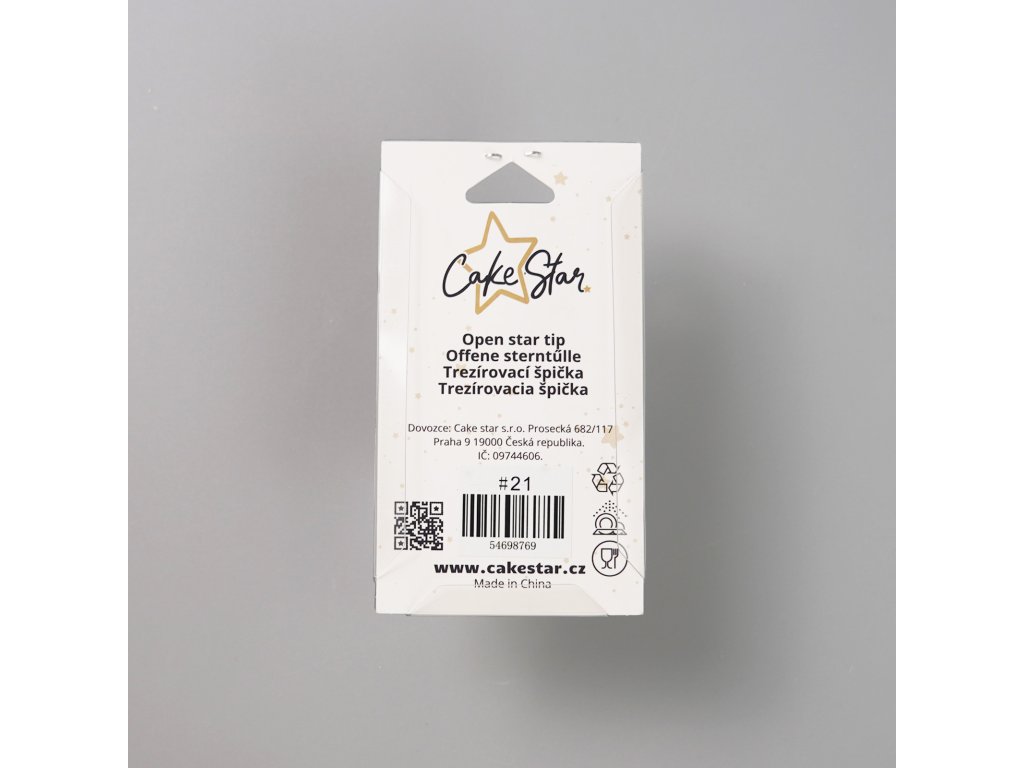 Cake Star
Open star tip
Offene sterntűlle
Trezírovací špička
Trezírovacia špička
Dovozce: Cake star s.r.o. Prosecká 682/117
Praha 9 19000 Česká republika.
IČ: 09744606.
#21
54698769
www.cakestar.cz
Made in China